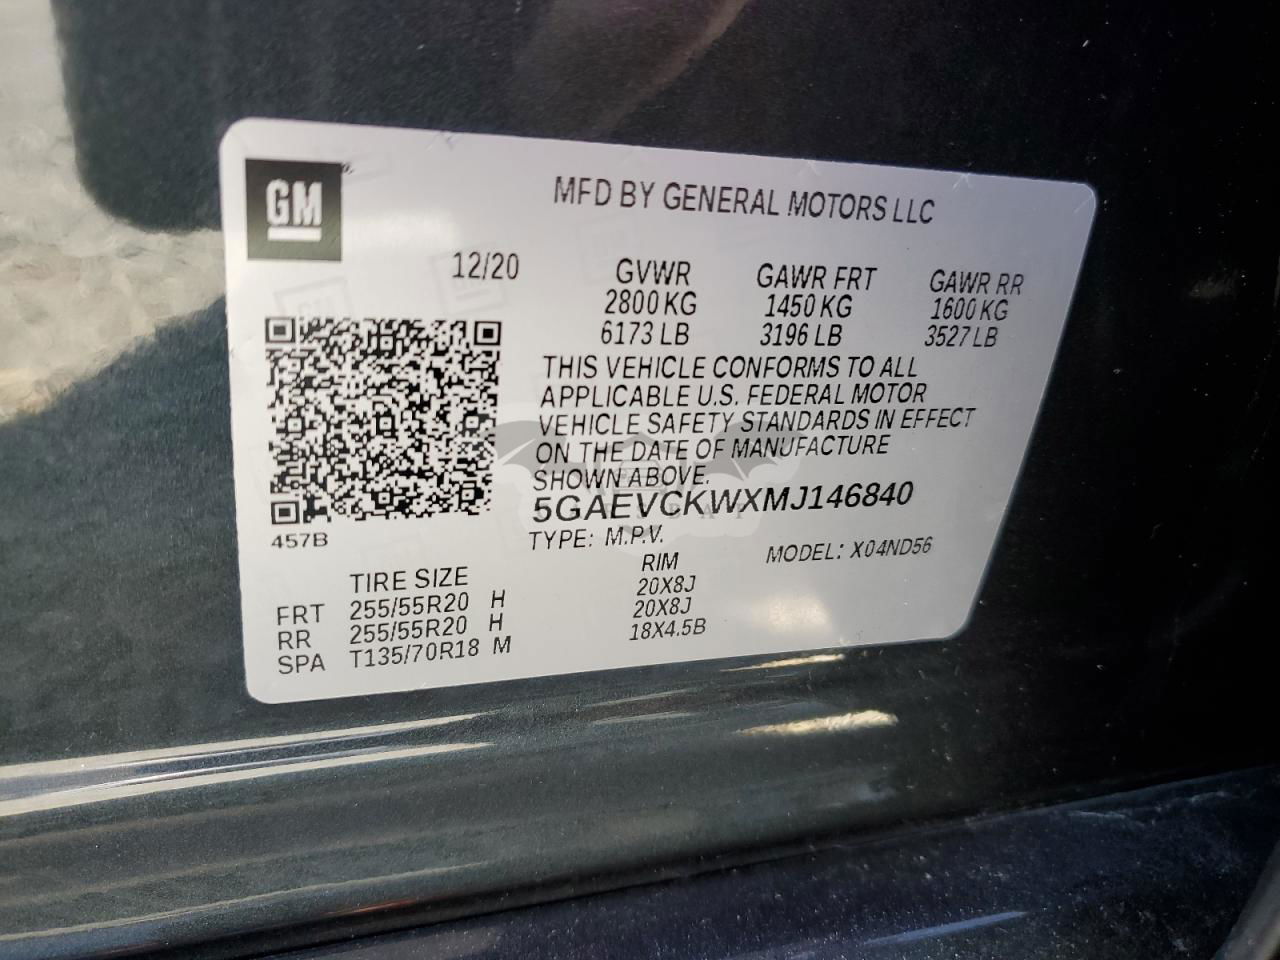 GM
MFD BY GENERAL MOTORS LLC
12/20 GVWR GAWR FRT GAWR RR
2800 KG 1450 KG 1600 KG
6173 LB 3196 LB 3527 LB
THIS VEHICLE CONFORMS TO ALL
APPLICABLE U.S. FEDERAL MOTOR
VEHICLE SAFETY STANDARDS IN EFFECT
ON THE DATE OF MANUFACTURE
SHOWN ABOVE.
5GAEVCKWXMJ146840
457B
TYPE: M.P.V. MODEL: X04ND56
TIRE SIZE RIM
FRT 255/55R20 H 20X8J
RR 255/55R20 H 20X8J
SPA T135/70R18 M 18X4.5B